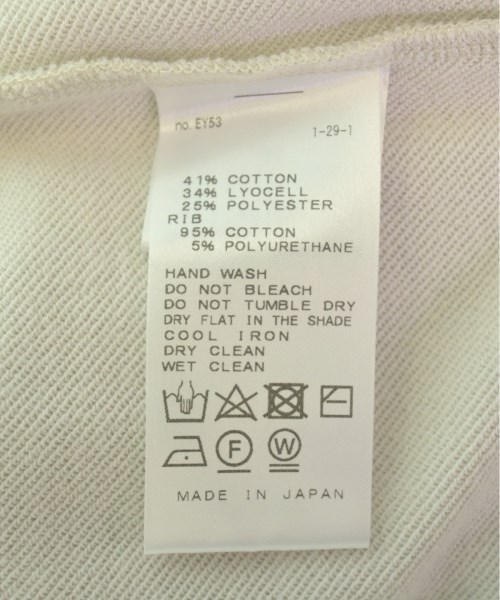 no. EY53
1-29-1
41% COTTON
34% LYOCELL
25% POLYESTER
RIB
95% COTTON
5% POLYURETHANE
HAND WASH
DO NOT BLEACH
DO NOT TUMBLE DRY
DRY FLAT IN THE SHADE
COOL IRON
DRY CLEAN
WET CLEAN
F W
MADE IN JAPAN